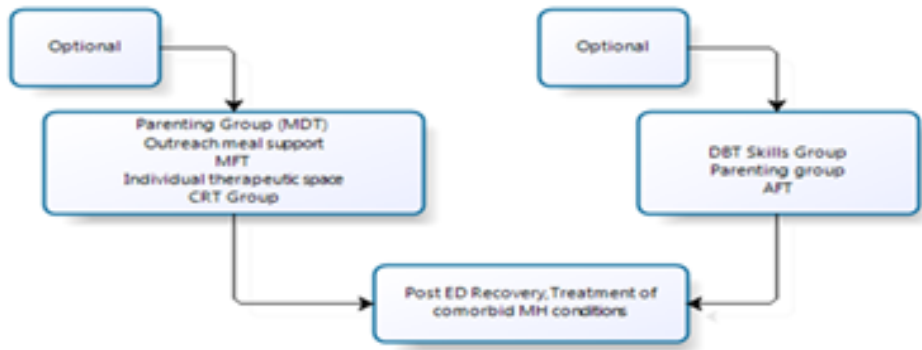 Optional
Optional
Parenting Group (MDT)
Outreach meal support
MFT
Individual therapeutic space
CRT Group
DBT Skills Group
Parenting group
AFT
Post ED Recovery, Treatment of
comorbid MH conditions